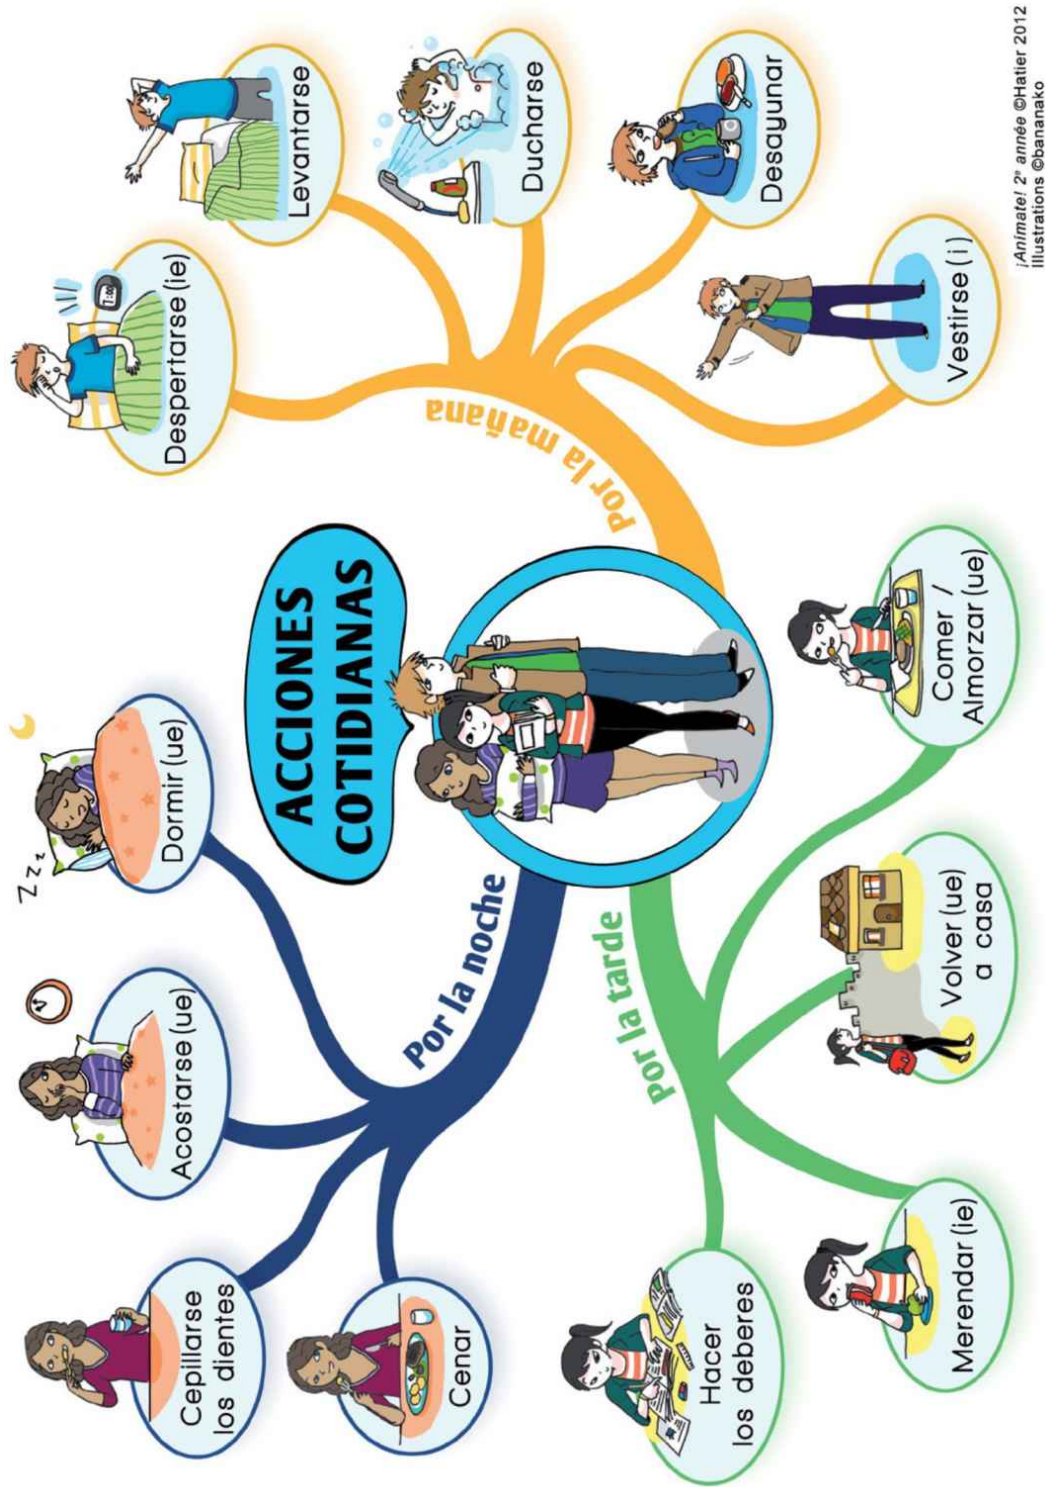 ACCIONES
COTIDIANAS
Por la mañana
Despertarse (ie)
Levantarse
Ducharse
Desayunar
Vestirse (i)
Por la tarde
Comer /
Almorzar (ue)
Volver (ue)
a casa
Merendar (ie)
Hacer
los deberes
Por la noche
Cenar
Cepillarse
los dientes
Acostarse (ue)
Dormir (ue)
Z z z z
¡Anímate! 2e année ©Hatier 2012
illustrations ©bananako